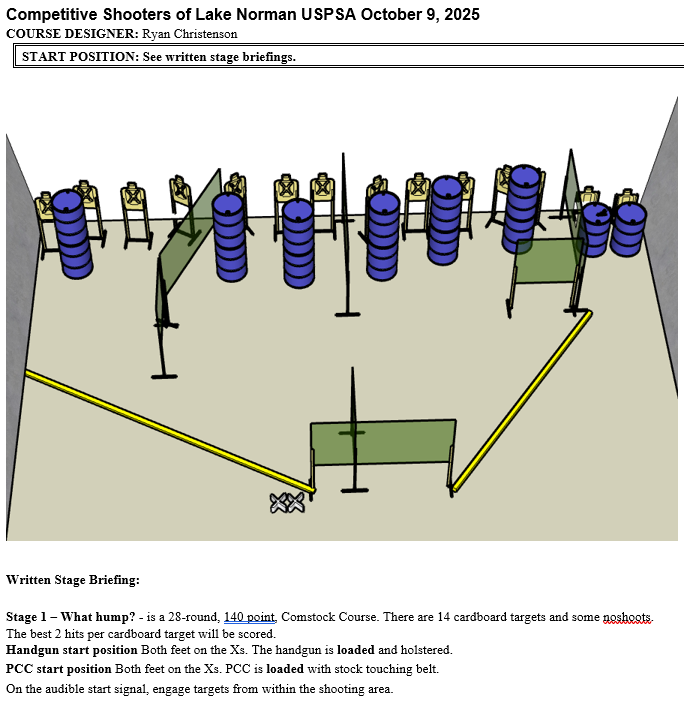 Competitive Shooters of Lake Norman USPSA October 9, 2025
COURSE DESIGNER: Ryan Christenson
START POSITION: See written stage briefings.
XX
Written Stage Briefing:
Stage 1 – What hump? - is a 28-round, 140 point, Comstock Course. There are 14 cardboard targets and some noshoots.
The best 2 hits per cardboard target will be scored.
Handgun start position Both feet on the Xs. The handgun is loaded and holstered.
PCC start position Both feet on the Xs. PCC is loaded with stock touching belt.
On the audible start signal, engage targets from within the shooting area.